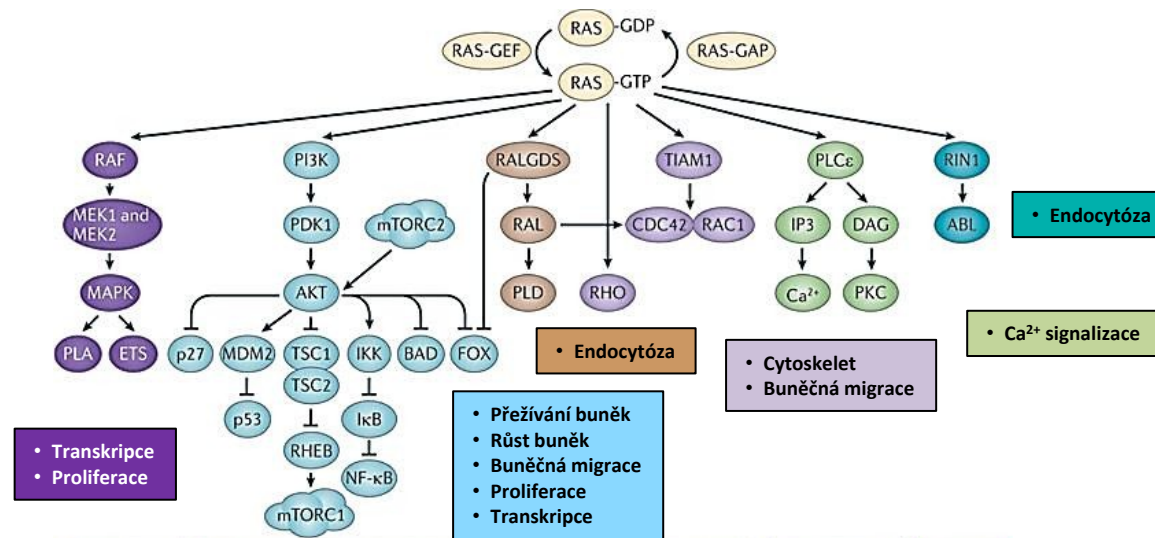 RAS-GEF
RAS -GDP
RAS-GAP
RAS -GTP
RAF
PI3K
RALGDS
TIAM1
PLCε
RIN1
MEK1 and
MEK2
PDK1
mTORC2
RAL
CDC42
RAC1
IP3
DAG
ABL
• Endocytóza
MAPK
AKT
PLD
RHO
Ca²⁺
PKC
PLA
ETS
p27
MDM2
TSC1
TSC2
IKK
BAD
FOX
• Endocytóza
• Ca²⁺ signalizace
• Cytoskelet
• Buněčná migrace
p53
IκB
RHEB
NF-κB
mTORC1
• Transkripce
• Proliferace
• Přežívání buněk
• Růst buněk
• Buněčná migrace
• Proliferace
• Transkripce